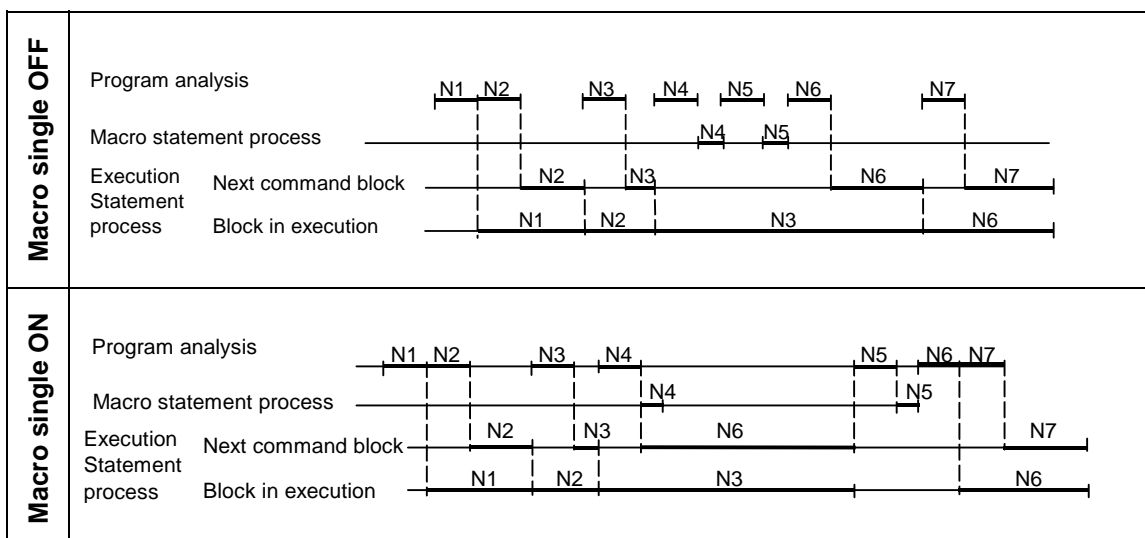 Macro single OFF
Program analysis
N1 N2 N3 N4 N5 N6 N7
Macro statement process
N4 N5
Execution
Statement
process
Next command block
N2 N3 N6 N7
Block in execution
N1 N2 N3 N6
Macro single ON
Program analysis
N1 N2 N3 N4 N5 N6 N7
Macro statement process
N4 N5
Execution
Statement
process
Next command block
N2 N3 N6 N7
Block in execution
N1 N2 N3 N6